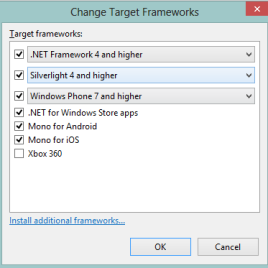 Change Target Frameworks
Target frameworks:
.NET Framework 4 and higher
Silverlight 4 and higher
Windows Phone 7 and higher
.NET for Windows Store apps
Mono for Android
Mono for iOS
Xbox 360
Install additional frameworks...
OK
Cancel